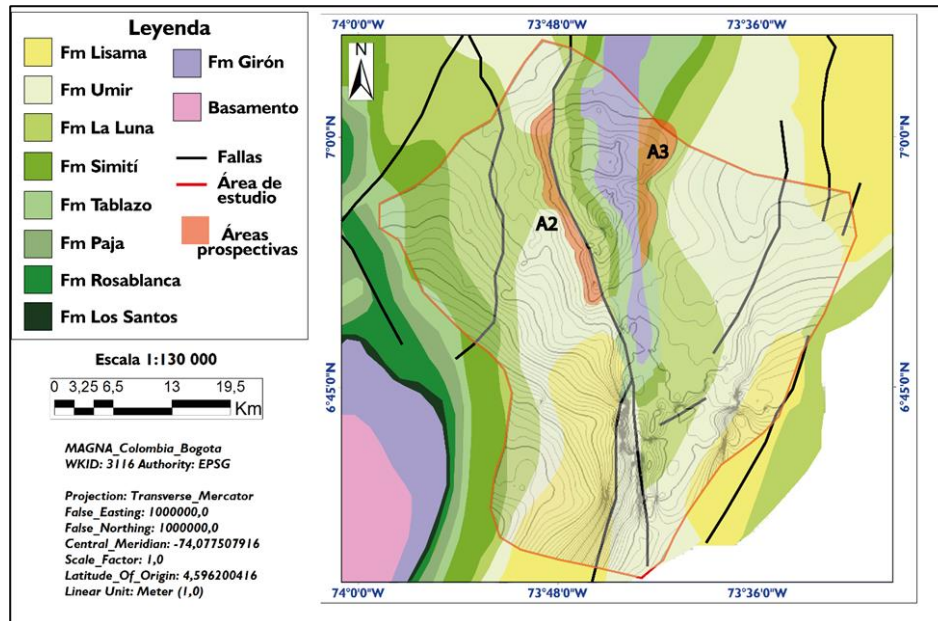 Leyenda
Fm Lisama
Fm Umir
Fm La Luna
Fm Simití
Fm Tablazo
Fm Paja
Fm Rosablanca
Fm Los Santos
Fm Girón
Basamento
Fallas
Área de
estudio
Áreas
prospectivas
Escala 1:130 000
0 3,25 6,5 13 19,5
Km
MAGNA_Colombia_Bogota
WKID: 3116 Authority: EPSG
Projection: Transverse_Mercator
False_Easting: 1000000,0
False_Northing: 1000000,0
Central_Meridian: -74,077507916
Scale_Factor: 1,0
Latitude_Of_Origin: 4,596200416
Linear Unit: Meter (1,0)
74°0'0"W 73°48'0"W 73°36'0"W
N
7°0'0"N 7°0'0"N
A3
A2
6°45'0"N 6°45'0"N
74°0'0"W 73°48'0"W 73°36'0"W